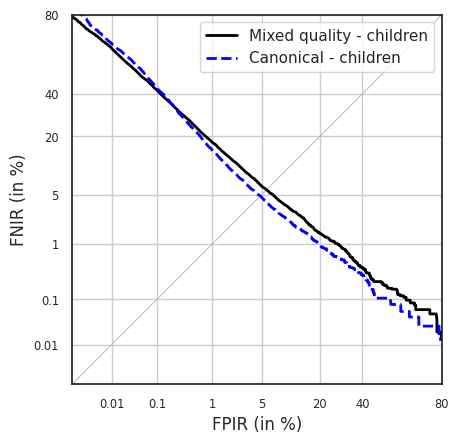 80
Mixed quality - children
Canonical - children
40
20
5
1
0.1
0.01
FNIR (in %)
0.01 0.1 1 5 20 40 80
FPIR (in %)